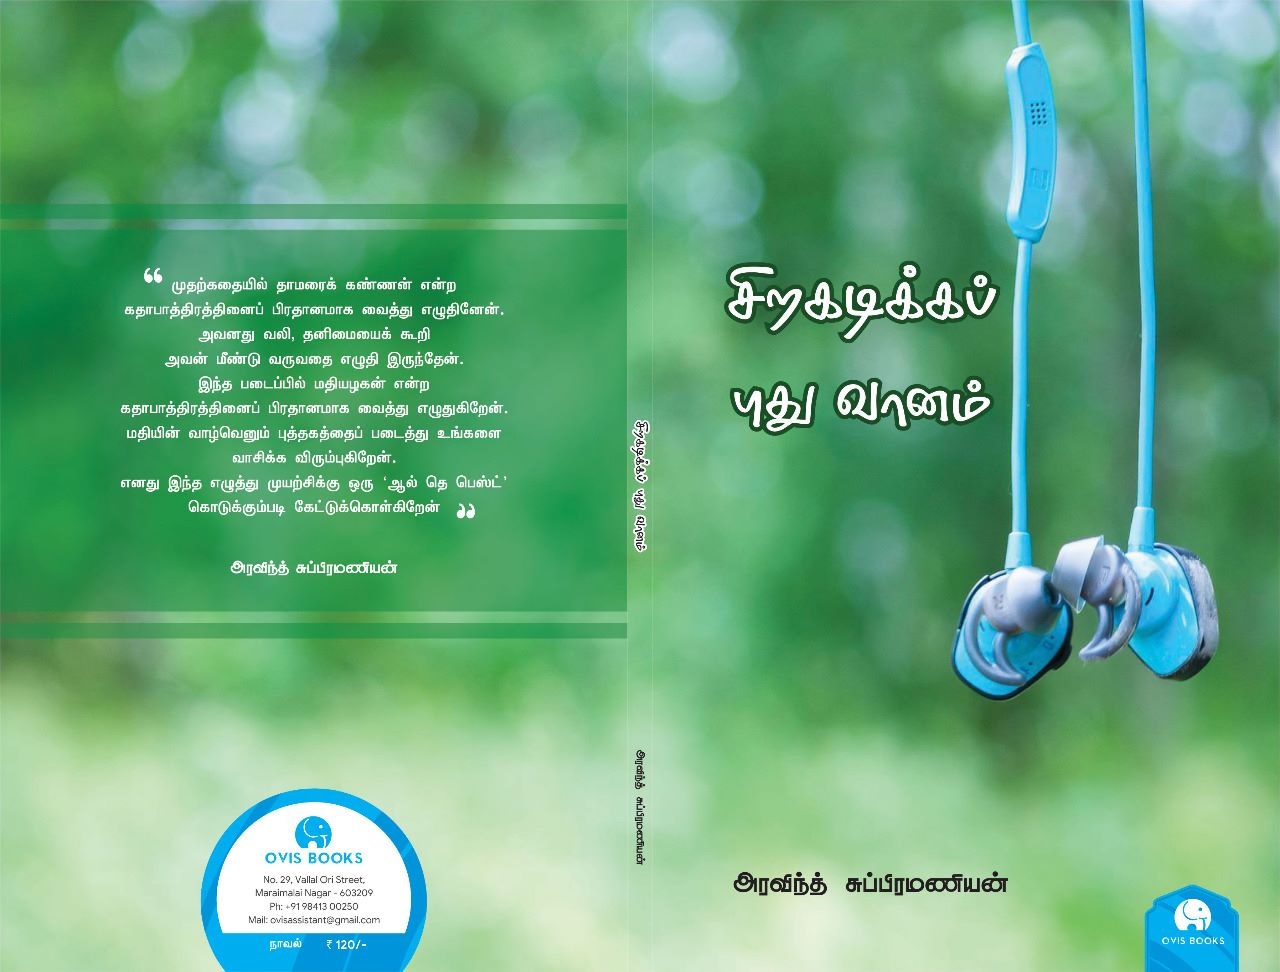 “ முதற்கதையில் தாமரைக் கண்ணன் என்ற
கதாபாத்திரத்தினைப் பிரதானமாக வைத்து எழுதினேன்.
அவனது வலி, தனிமையைக் கூறி
அவன் மீண்டு வருவதை எழுதி இருந்தேன்.
இந்த படைப்பில் மதியழகன் என்ற
கதாபாத்திரத்தினைப் பிரதானமாக வைத்து எழுதுகிறேன்.
மதியின் வாழ்வெனும் புத்தகத்தைப் படைத்து உங்களை
வாசிக்க விரும்புகிறேன்.
எனது இந்த எழுத்து முயற்சிக்கு ஒரு ‘ஆல் தெ பெஸ்ட்’
கொடுக்கும்படி கேட்டுக்கொள்கிறேன் ”
அரவிந்த் சுப்பிரமணியன்
OVIS BOOKS
No. 29, Vallal Ori Street,
Maraimalai Nagar - 603209
Ph: +91 98413 00250
Mail: ovisassistant@gmail.com
நாவல் ₹ 120/-
சிறகடிக்கப் புது வானம்
அரவிந்த் சுப்பிரமணியன்
சிறகடிக்கப்
புது வானம்
அரவிந்த் சுப்பிரமணியன்
OVIS BOOKS